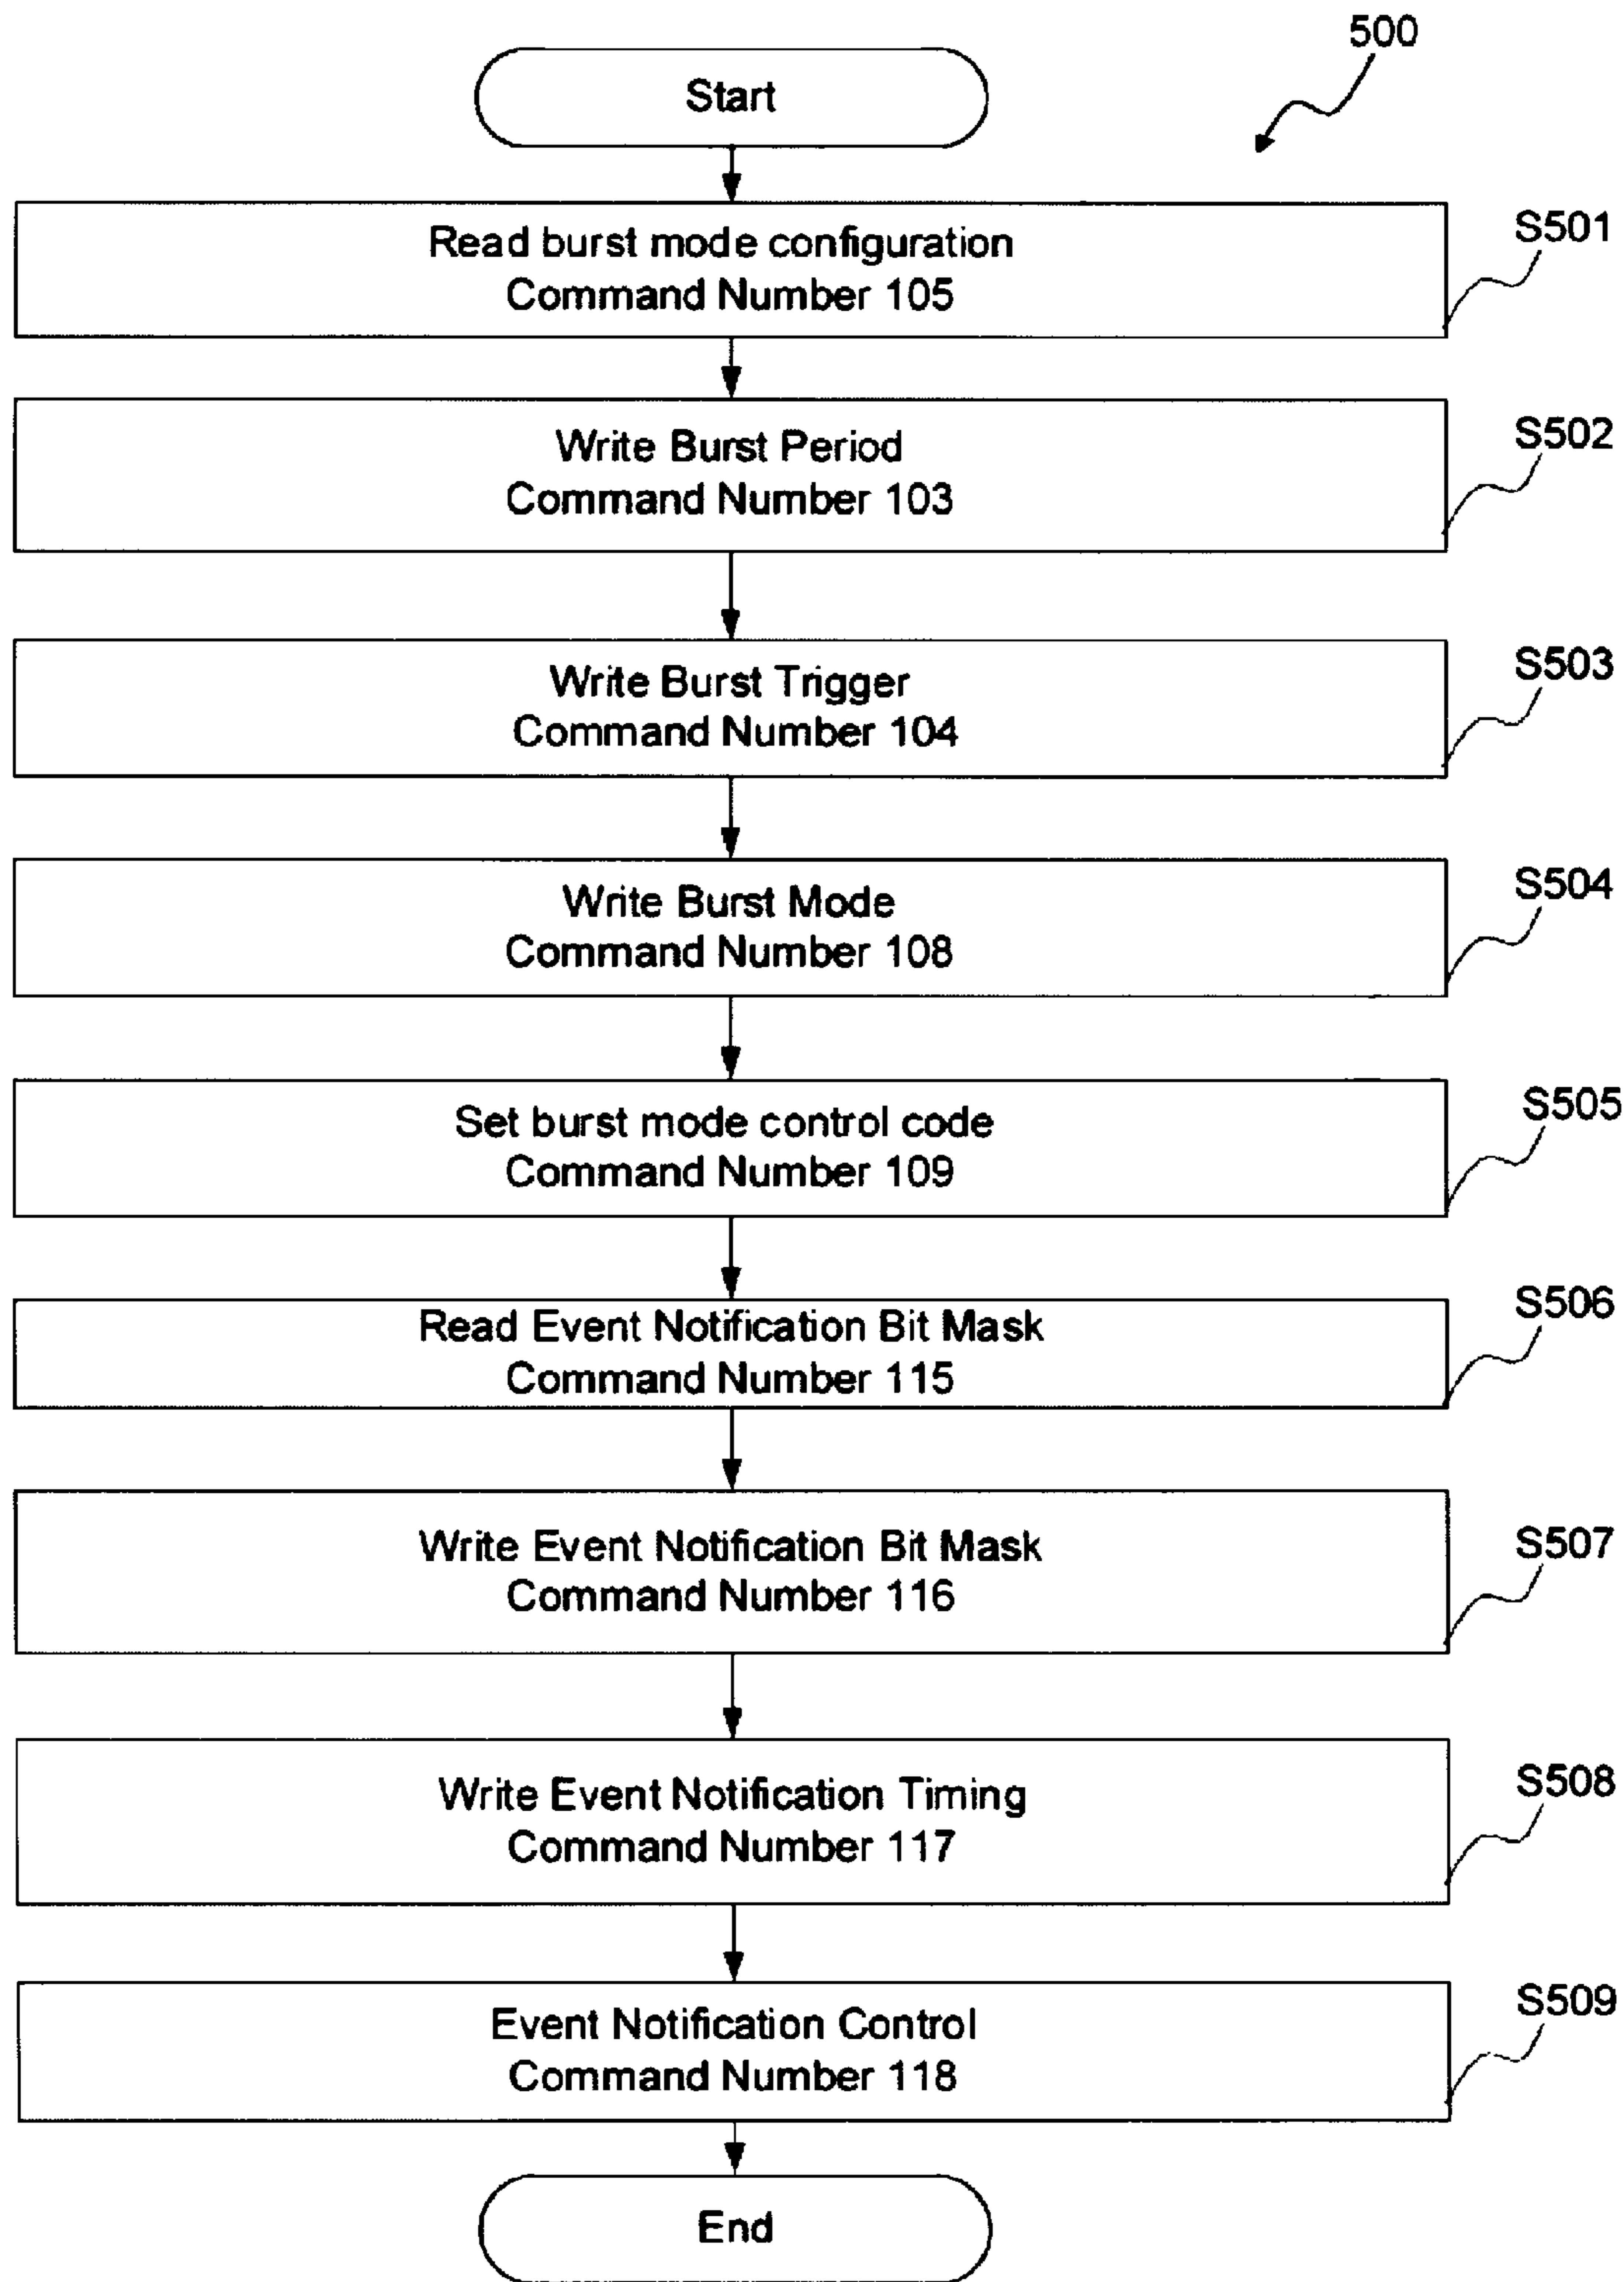 500
Start
Read burst mode configuration
Command Number 105
S501
Write Burst Period
Command Number 103
S502
Write Burst Trigger
Command Number 104
S503
Write Burst Mode
Command Number 108
S504
Set burst mode control code
Command Number 109
S505
Read Event Notification Bit Mask
Command Number 115
S506
Write Event Notification Bit Mask
Command Number 116
S507
Write Event Notification Timing
Command Number 117
S508
Event Notification Control
Command Number 118
S509
End